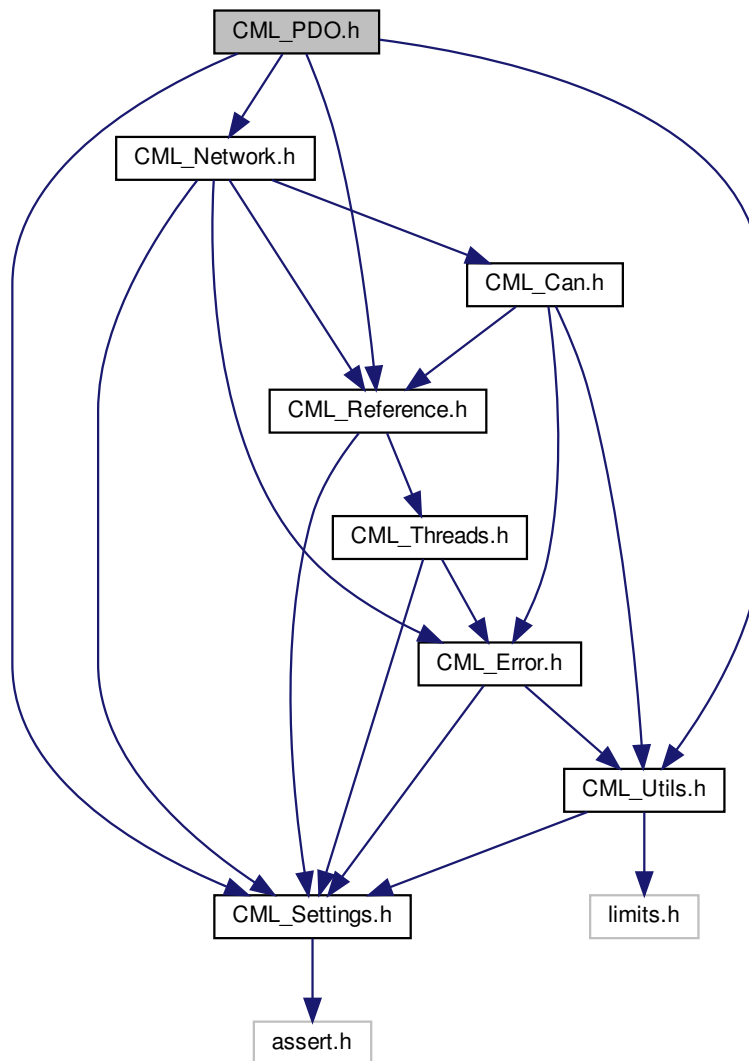 CML_PDO.h
CML_Network.h
CML_Can.h
CML_Reference.h
CML_Threads.h
CML_Error.h
CML_Utils.h
CML_Settings.h
limits.h
assert.h